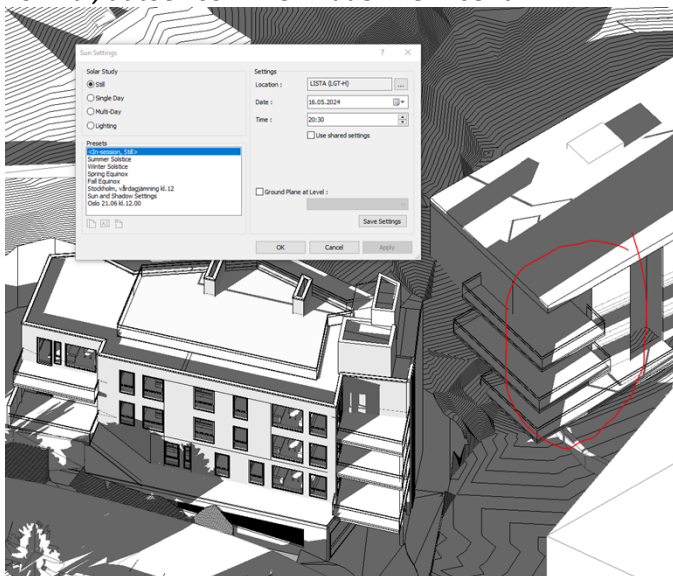 Sun Settings
? ×
Solar Study
Still
Single Day
Multi-Day
Lighting
Presets
<In-session, Still>
Summer Solstice
Winter Solstice
Spring Equinox
Fall Equinox
Stockholm, vårdagjämning kl.12
Sun and Shadow Settings
Oslo 21.06 kl.12.00
Settings
Location : LISTA (LGT-H) ...
Date : 16.05.2024
Time : 20:30
Use shared settings
Ground Plane at Level :
Save Settings
OK Cancel Apply